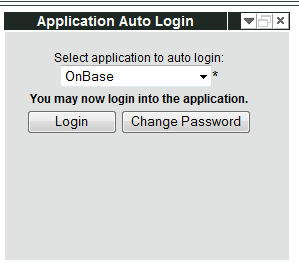 Application Auto Login
Select application to auto login:
OnBase *
You may now login into the application.
Login Change Password